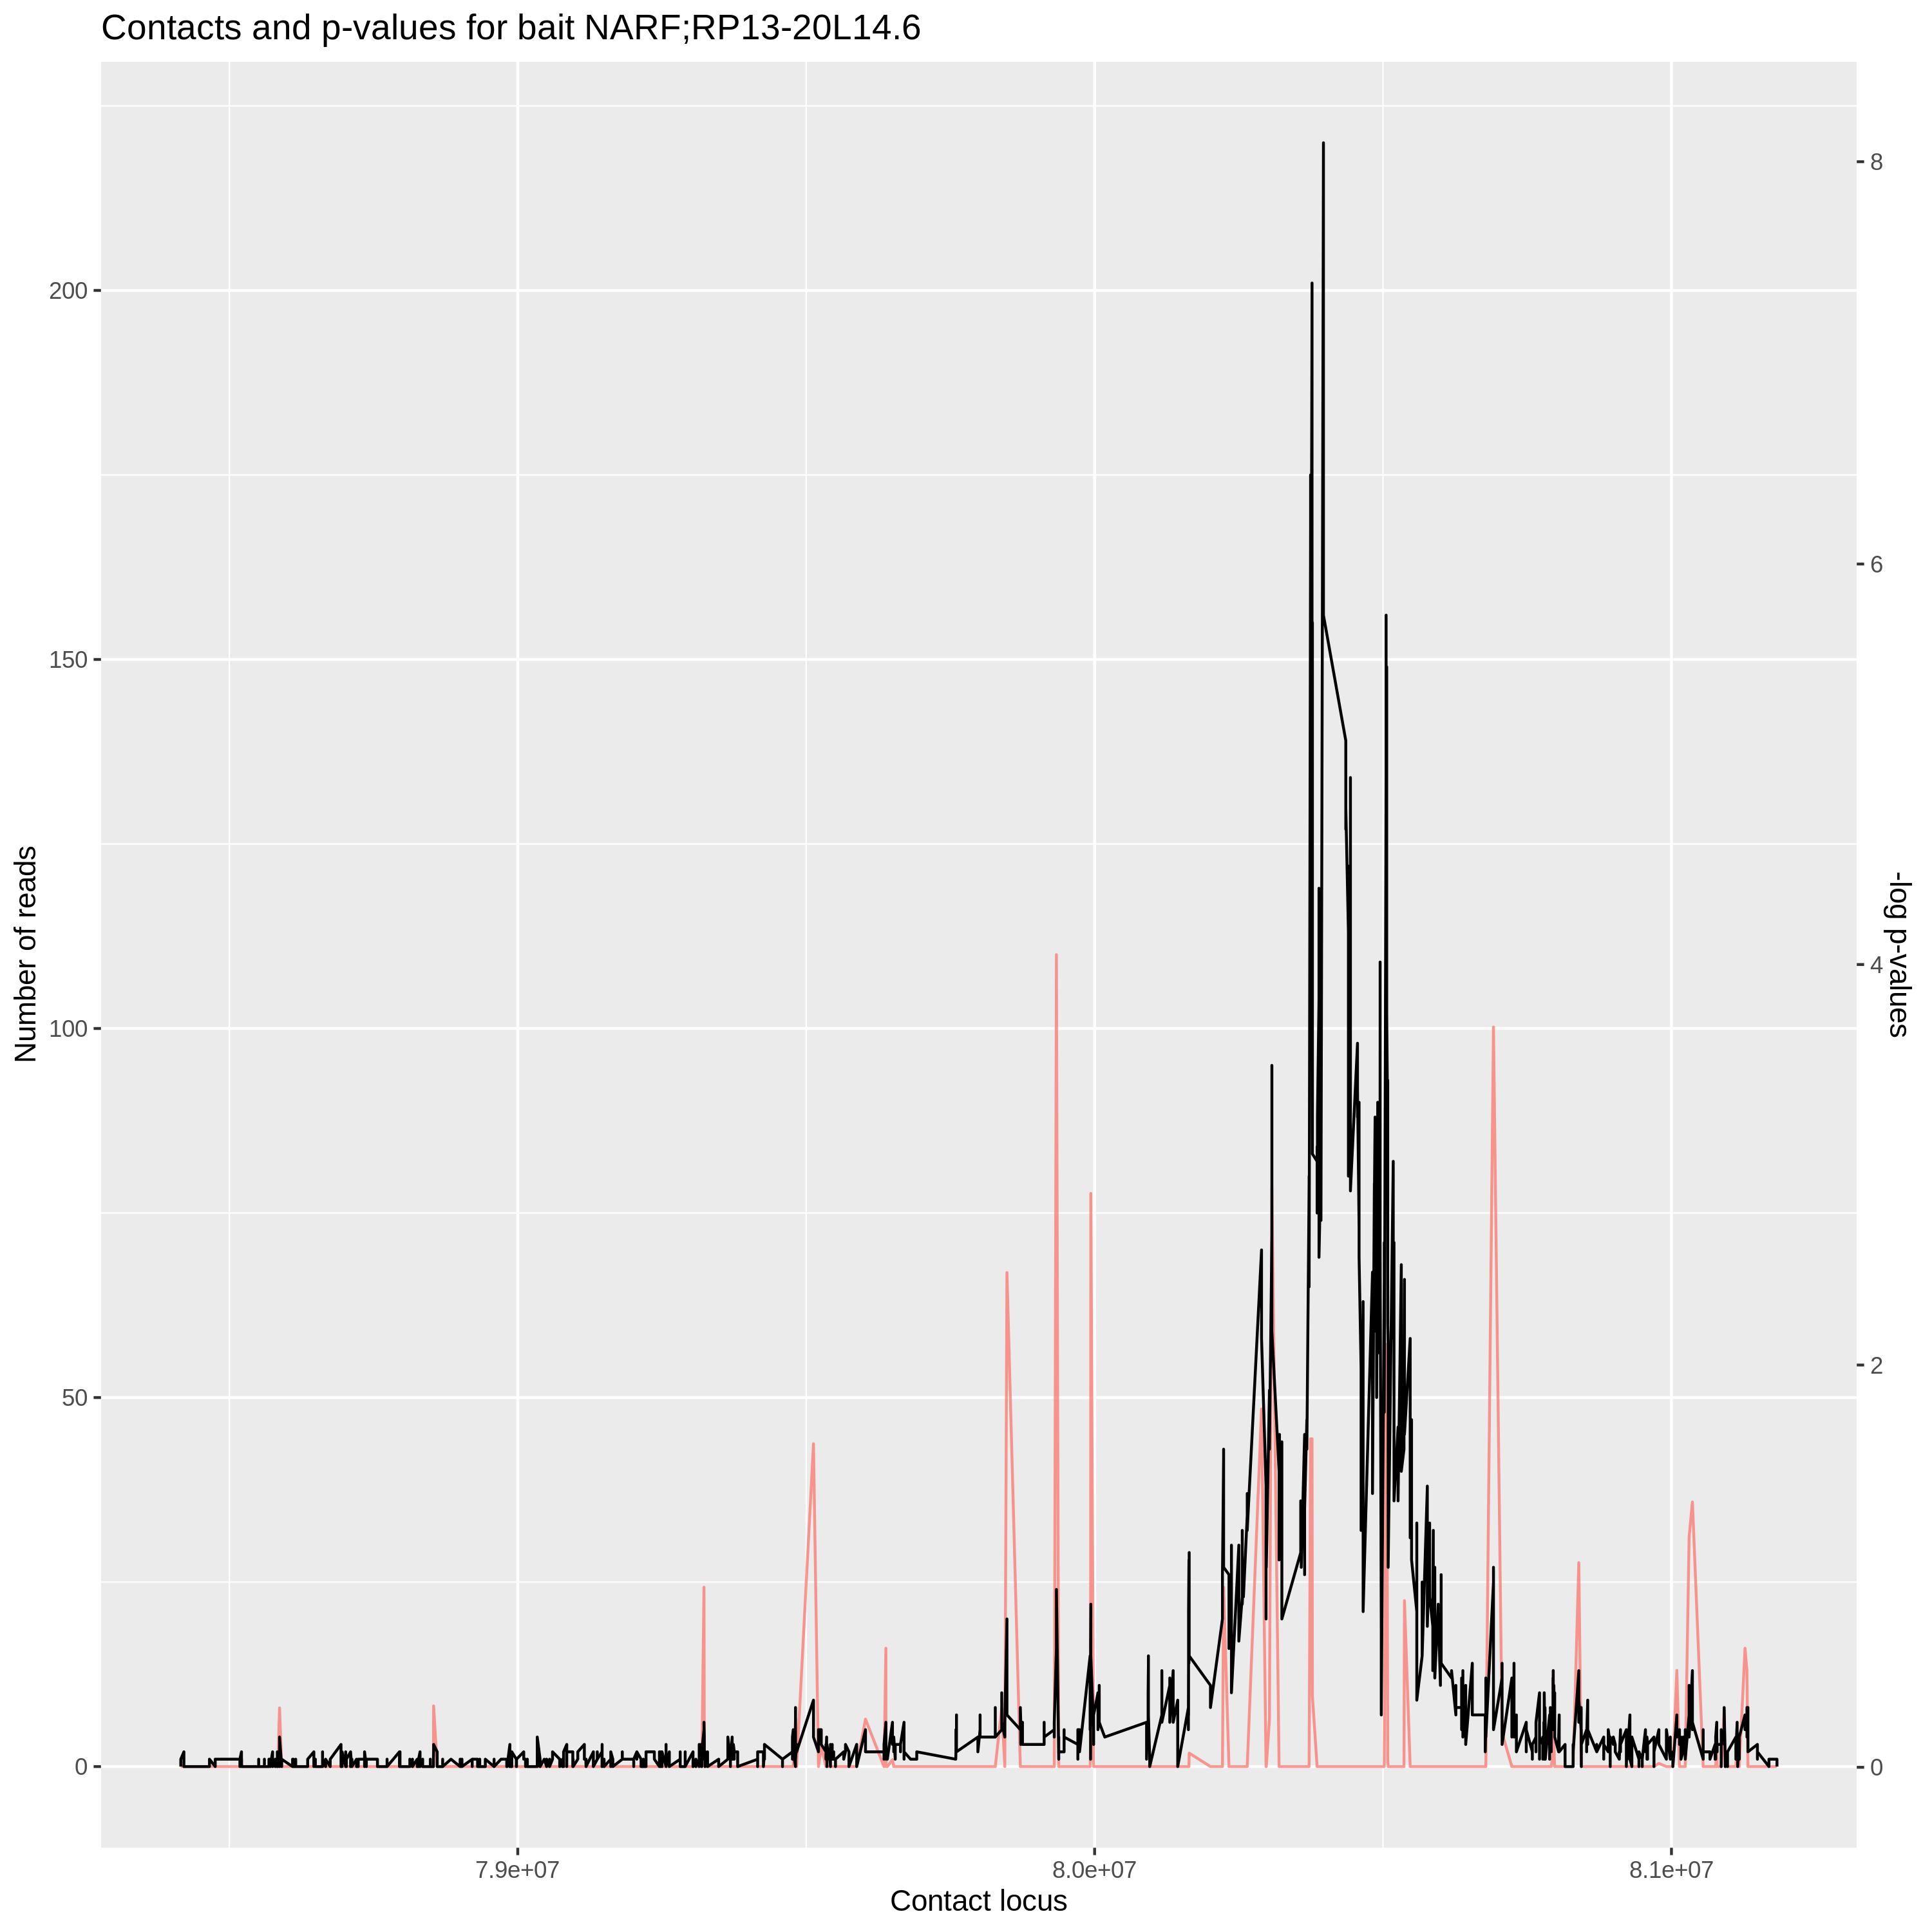 Contacts and p-values for bait NARF;RP13-20L14.6
Number of reads
200
150
100
50
0
8
6
4
2
0
-log p-values
7.9e+07 8.0e+07 8.1e+07
Contact locus